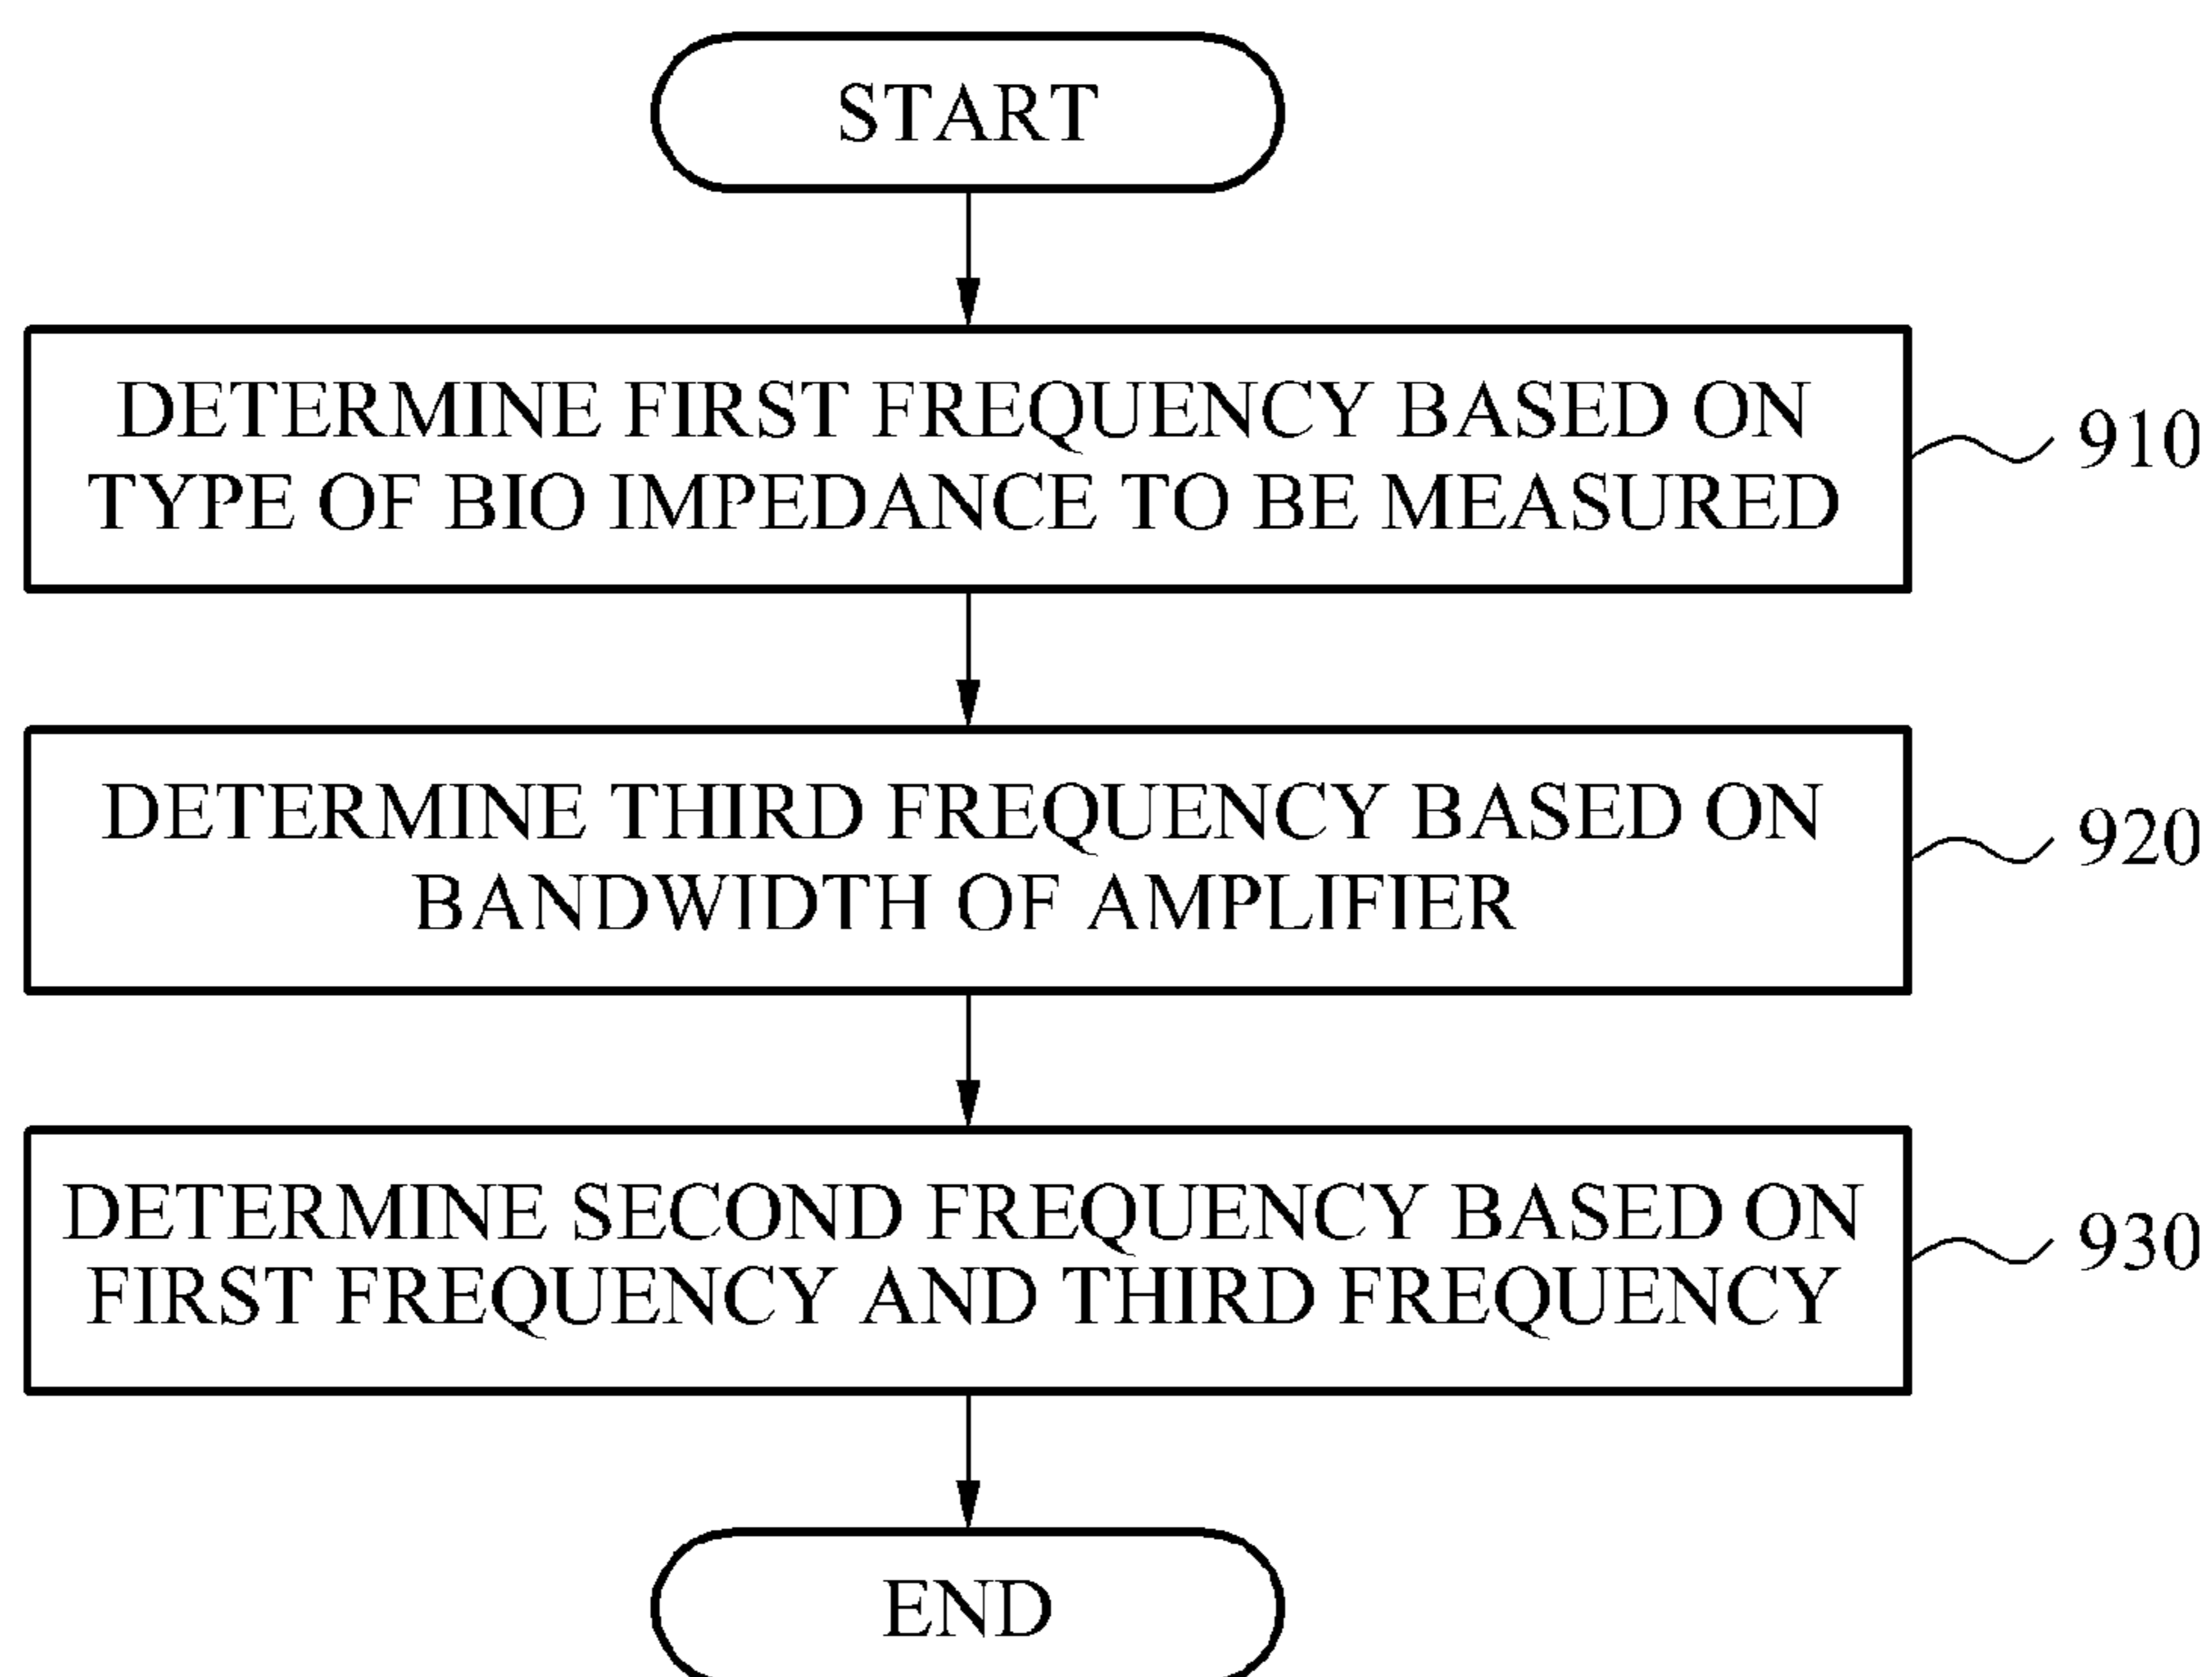 START
DETERMINE FIRST FREQUENCY BASED ON
TYPE OF BIO IMPEDANCE TO BE MEASURED
910
DETERMINE THIRD FREQUENCY BASED ON
BANDWIDTH OF AMPLIFIER
920
DETERMINE SECOND FREQUENCY BASED ON
FIRST FREQUENCY AND THIRD FREQUENCY
930
END